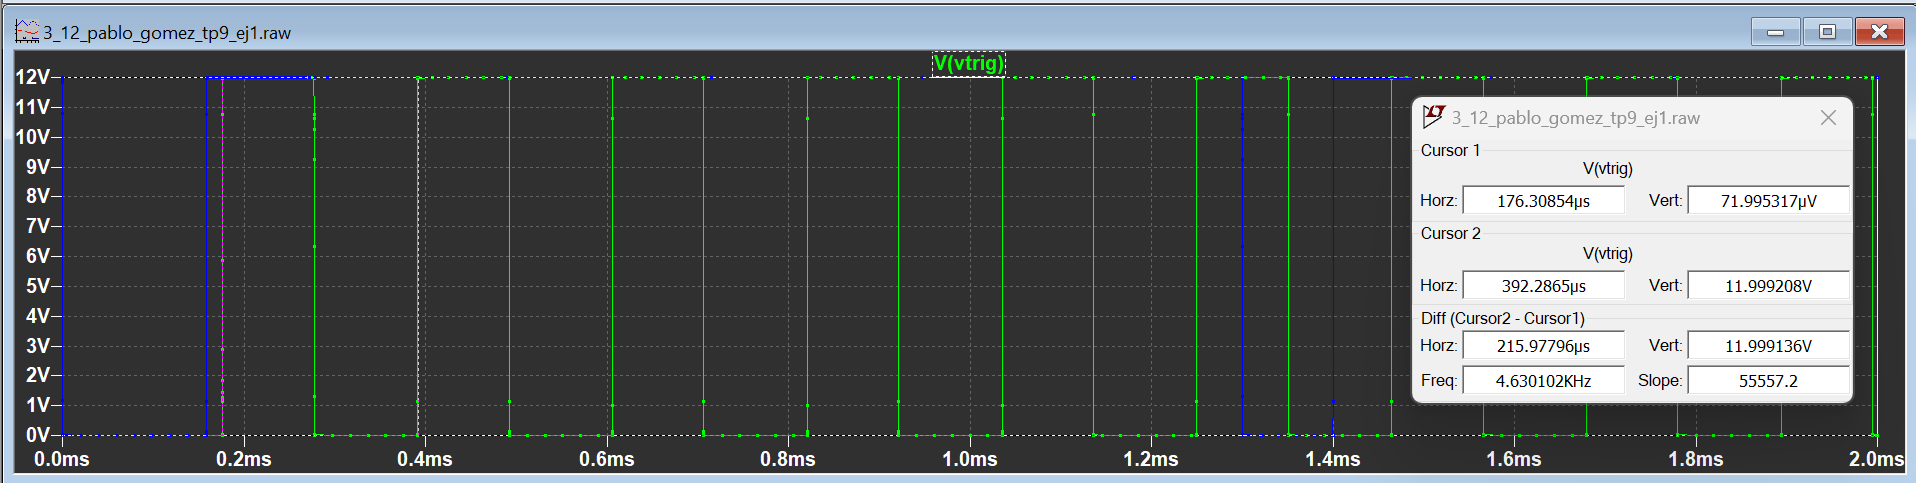 3_12_pablo_gomez_tp9_ej1.raw
V(vtrig)
12V
11V
10V
9V
8V
7V
6V
5V
4V
3V
2V
1V
0V
0.0ms 0.2ms 0.4ms 0.6ms 0.8ms 1.0ms 1.2ms 1.4ms 1.6ms 1.8ms 2.0ms
3_12_pablo_gomez_tp9_ej1.raw
Cursor 1
V(vtrig)
Horz: 176.30854µs Vert: 71.995317µV
Cursor 2
V(vtrig)
Horz: 392.2865µs Vert: 11.999208V
Diff (Cursor2 - Cursor1)
Horz: 215.97796µs Vert: 11.999136V
Freq: 4.630102KHz Slope: 55557.2